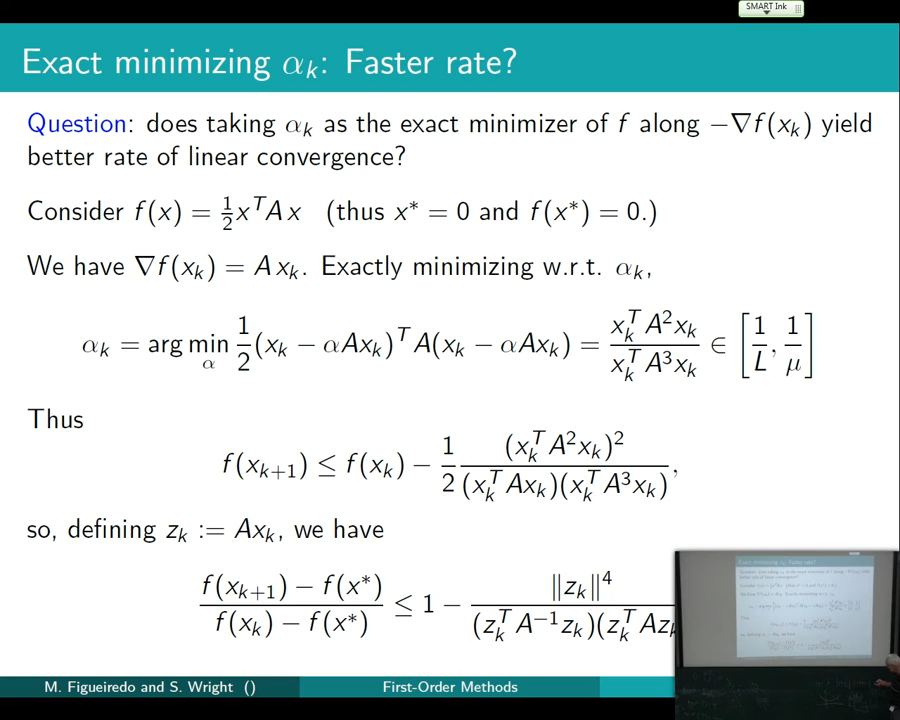 SMART Ink
Exact minimizing αₖ: Faster rate?
Question: does taking αₖ as the exact minimizer of f along −∇f(xₖ) yield
better rate of linear convergence?
Consider f(x) = ½xᵀAx (thus x* = 0 and f(x*) = 0.)
We have ∇f(xₖ) = Axₖ. Exactly minimizing w.r.t. αₖ,
αₖ = arg min_α 1/2 (xₖ − αAxₖ)ᵀA(xₖ − αAxₖ) = xₖᵀA²xₖ / xₖᵀA³xₖ ∈ [1/L, 1/μ]
Thus
f(xₖ₊₁) ≤ f(xₖ) − 1/2 (xₖᵀA²xₖ)² / (xₖᵀAxₖ)(xₖᵀA³xₖ),
so, defining zₖ := Axₖ, we have
f(xₖ₊₁) − f(x*) / f(xₖ) − f(x*) ≤ 1 − ‖zₖ‖⁴ / (zₖᵀA⁻¹zₖ)(zₖᵀAzₖ
M. Figueiredo and S. Wright () First-Order Methods